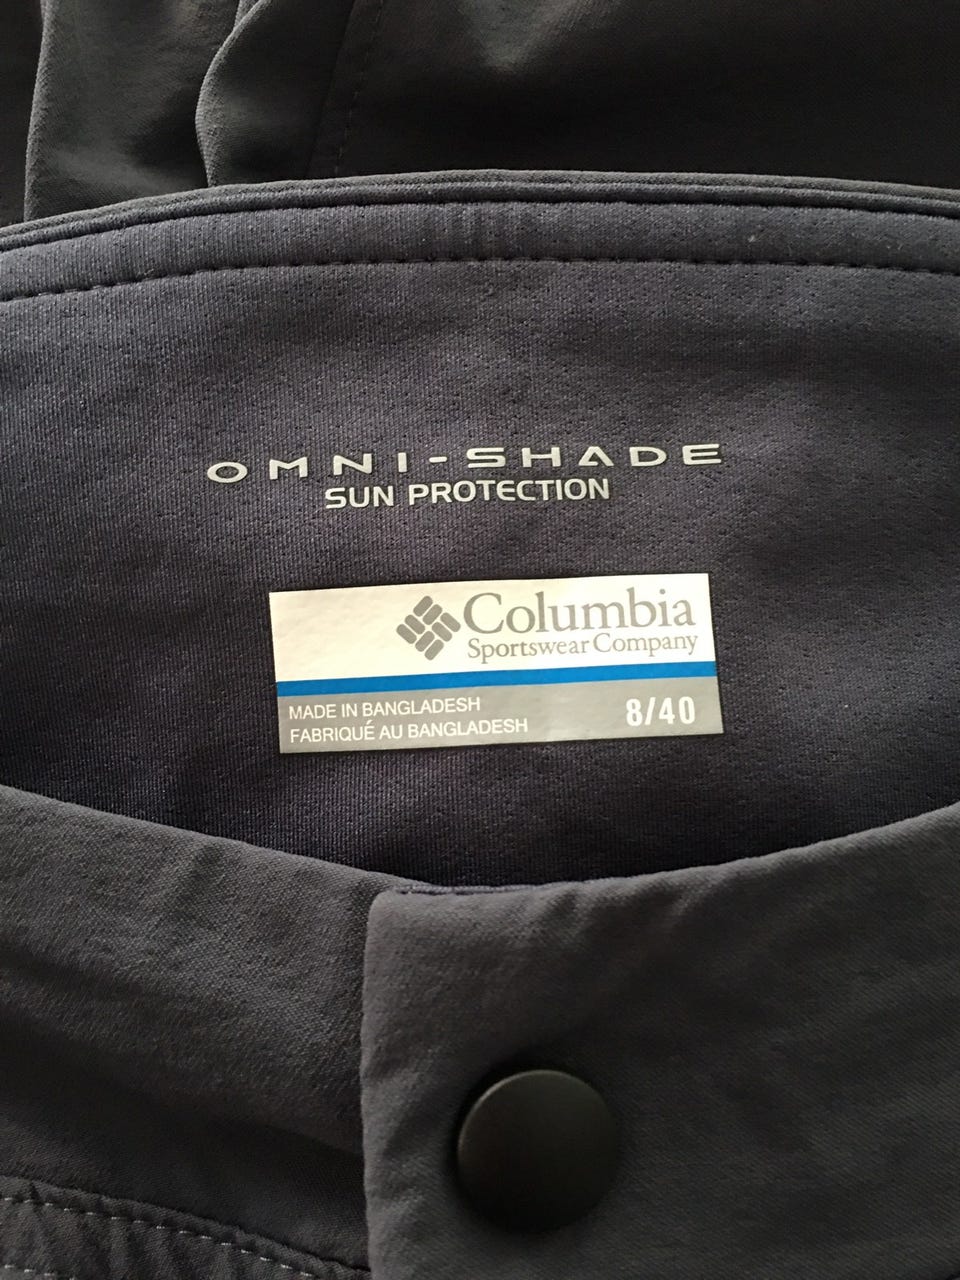 OMNI-SHADE
SUN PROTECTION
Columbia
Sportswear Company
MADE IN BANGLADESH
FABRIQUÉ AU BANGLADESH
8/40